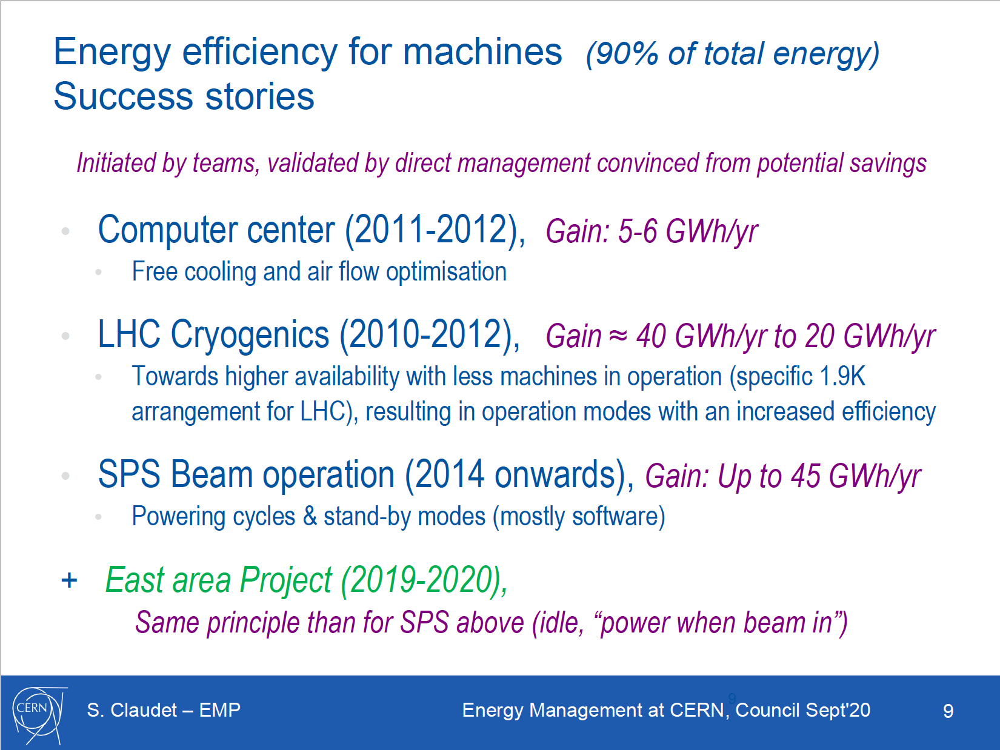 Energy efficiency for machines (90% of total energy)
Success stories
Initiated by teams, validated by direct management convinced from potential savings
• Computer center (2011-2012), Gain: 5-6 GWh/yr
• Free cooling and air flow optimisation
• LHC Cryogenics (2010-2012), Gain ≈ 40 GWh/yr to 20 GWh/yr
• Towards higher availability with less machines in operation (specific 1.9K
arrangement for LHC), resulting in operation modes with an increased efficiency
• SPS Beam operation (2014 onwards), Gain: Up to 45 GWh/yr
• Powering cycles & stand-by modes (mostly software)
+ East area Project (2019-2020),
Same principle than for SPS above (idle, “power when beam in”)
9
CERN
S. Claudet – EMP
Energy Management at CERN, Council Sept'20
9